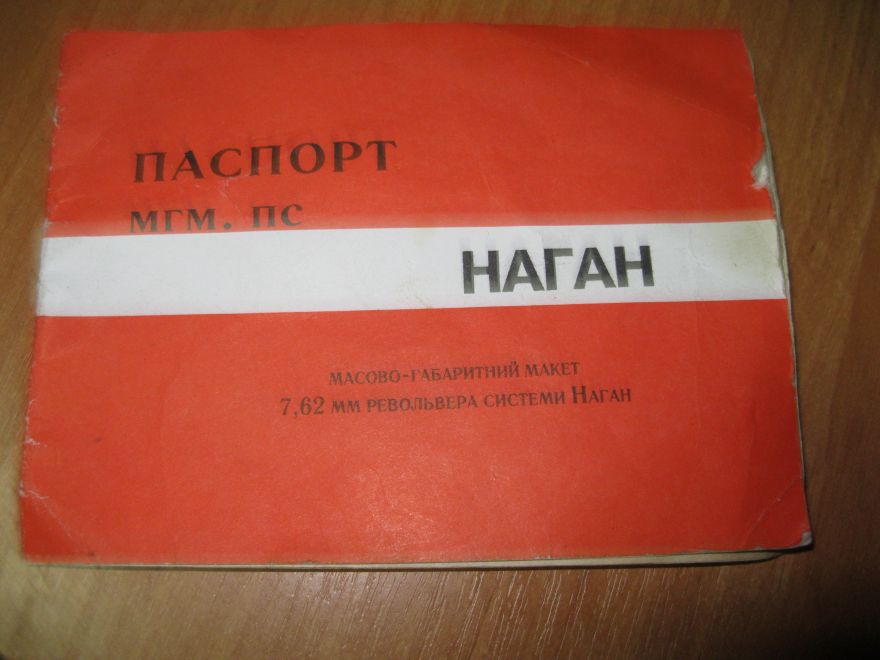 ПАСПОРТ
МГМ. ПС
НАГАН
МАСОВО-ГАБАРИТНИЙ МАКЕТ
7,62 ММ РЕВОЛЬВЕРА СИСТЕМИ НАГАН